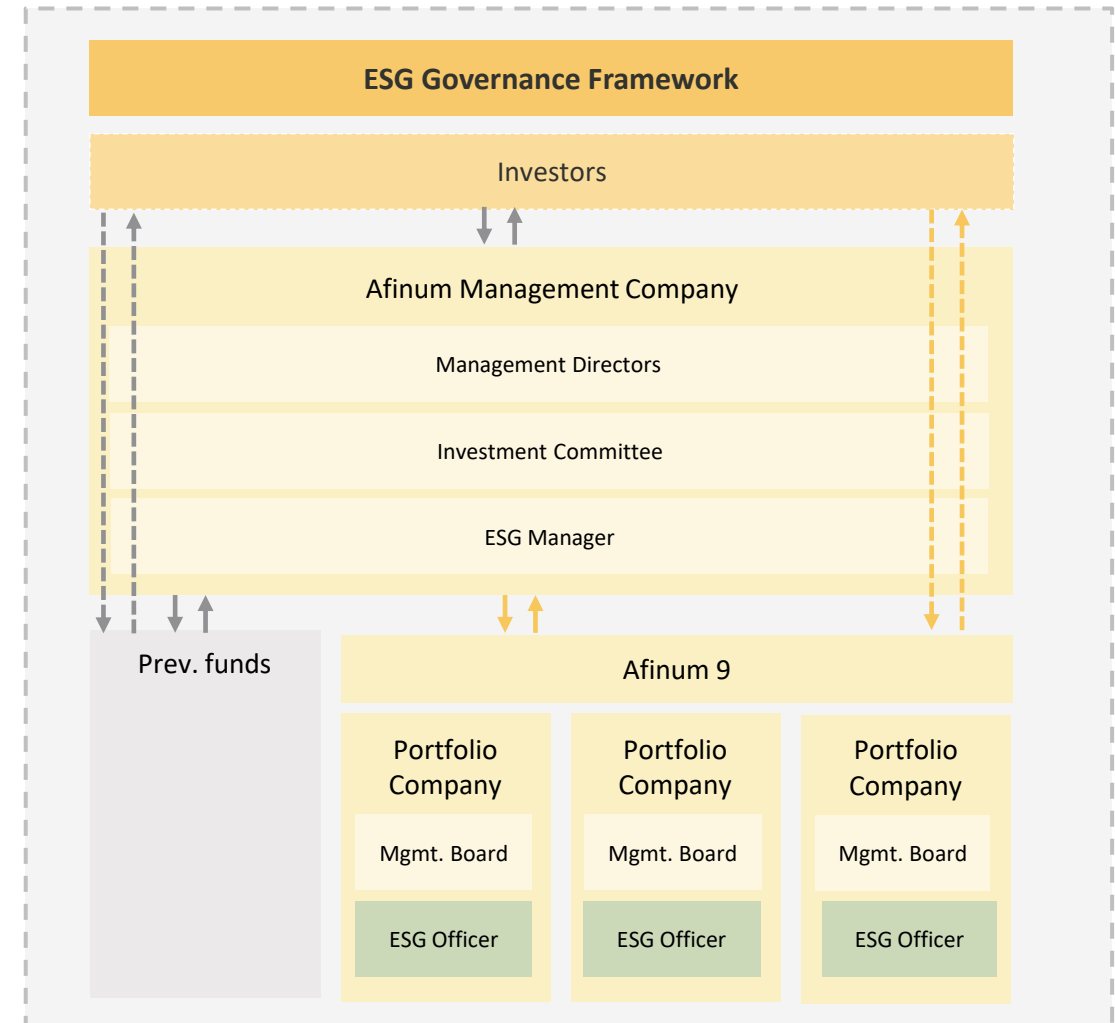 ESG Governance Framework
Investors
Afinum Management Company
Management Directors
Investment Committee
ESG Manager
Prev. funds
Afinum 9
Portfolio
Company
Mgmt. Board
ESG Officer
Portfolio
Company
Mgmt. Board
ESG Officer
Portfolio
Company
Mgmt. Board
ESG Officer